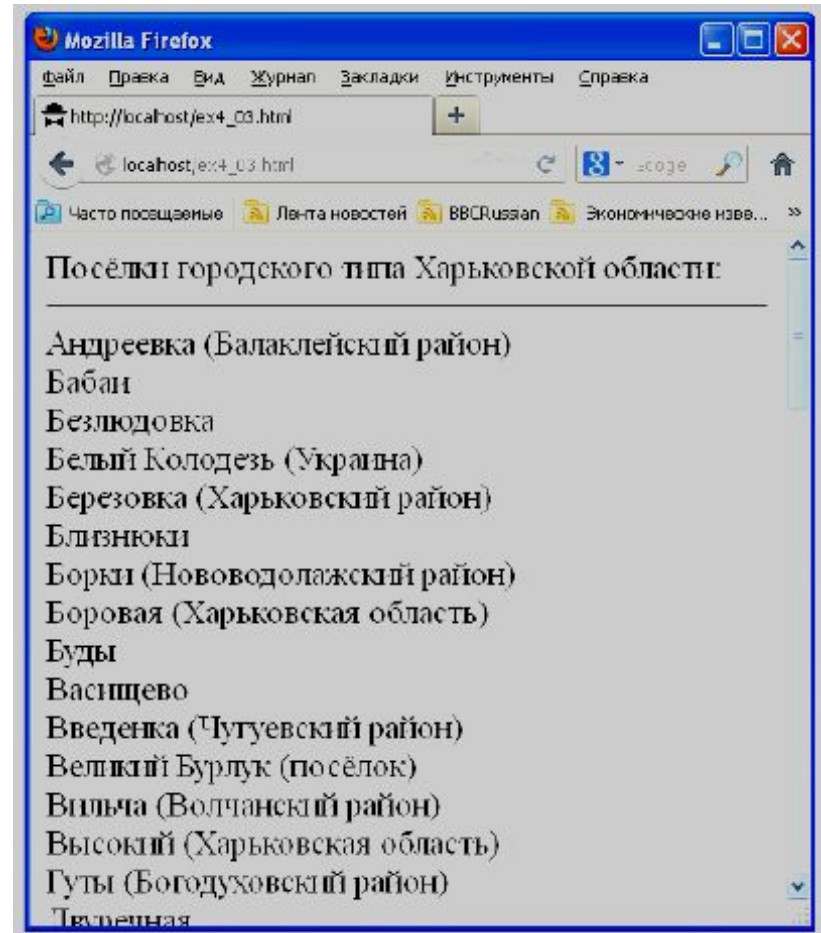 Mozilla Firefox
Файл Правка Вид Журнал Закладки Инструменты Справка
http://localhost/ex4_03.html +
localhost/ex4_03.html
Часто посещаемые Лента новостей BBCRussian Экономические изве... »
Посёлки городского типа Харьковской области:
Андреевка (Балаклейский район)
Бабаи
Безлюдовка
Белый Колодезь (Украина)
Березовка (Харьковский район)
Близнюки
Борки (Нововодолажский район)
Боровая (Харьковская область)
Буды
Васищево
Введенка (Чугуевский район)
Великий Бурлук (посёлок)
Вильча (Волчанский район)
Высокий (Харьковская область)
Гуты (Богодуховский район)
Двуречная